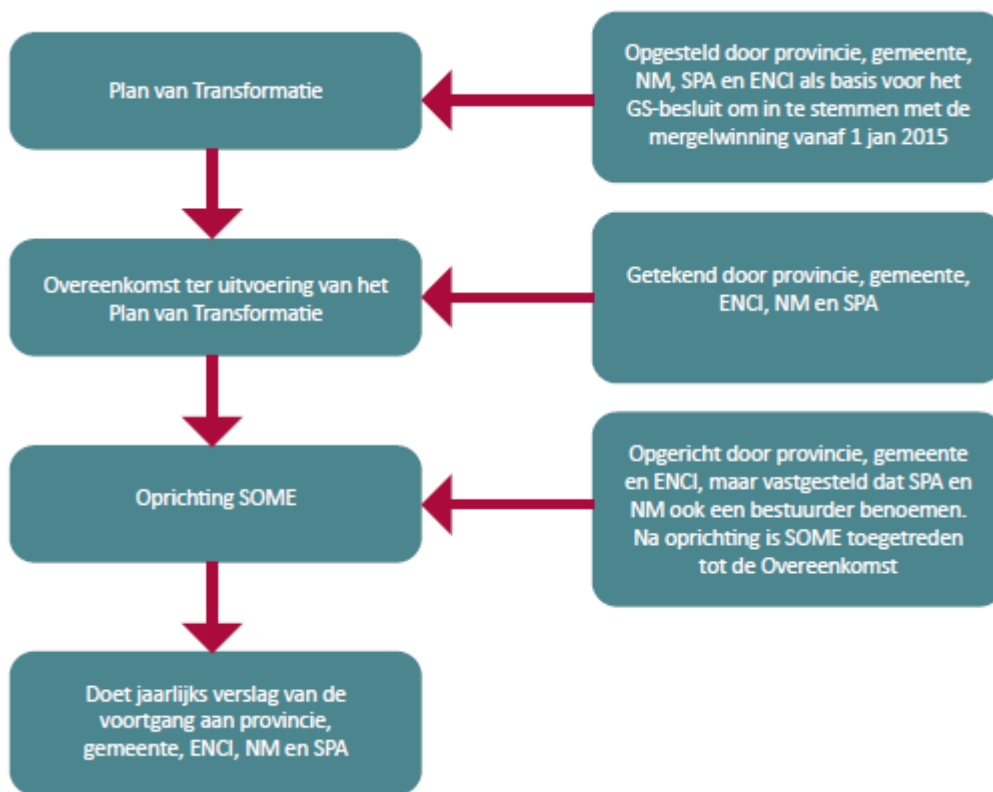 Plan van Transformatie
Opgesteld door provincie, gemeente,
NM, SPA en ENCI als basis voor het
GS-besluit om in te stemmen met de
mergelwinning vanaf 1 jan 2015
Overeenkomst ter uitvoering van het
Plan van Transformatie
Getekend door provincie, gemeente,
ENCI, NM en SPA
Oprichting SOME
Opgericht door provincie, gemeente
en ENCI, maar vastgesteld dat SPA en
NM ook een bestuurder benoemen.
Na oprichting is SOME toegetreden
tot de Overeenkomst
Doet jaarlijks verslag van de
voortgang aan provincie,
gemeente, ENCI, NM en SPA